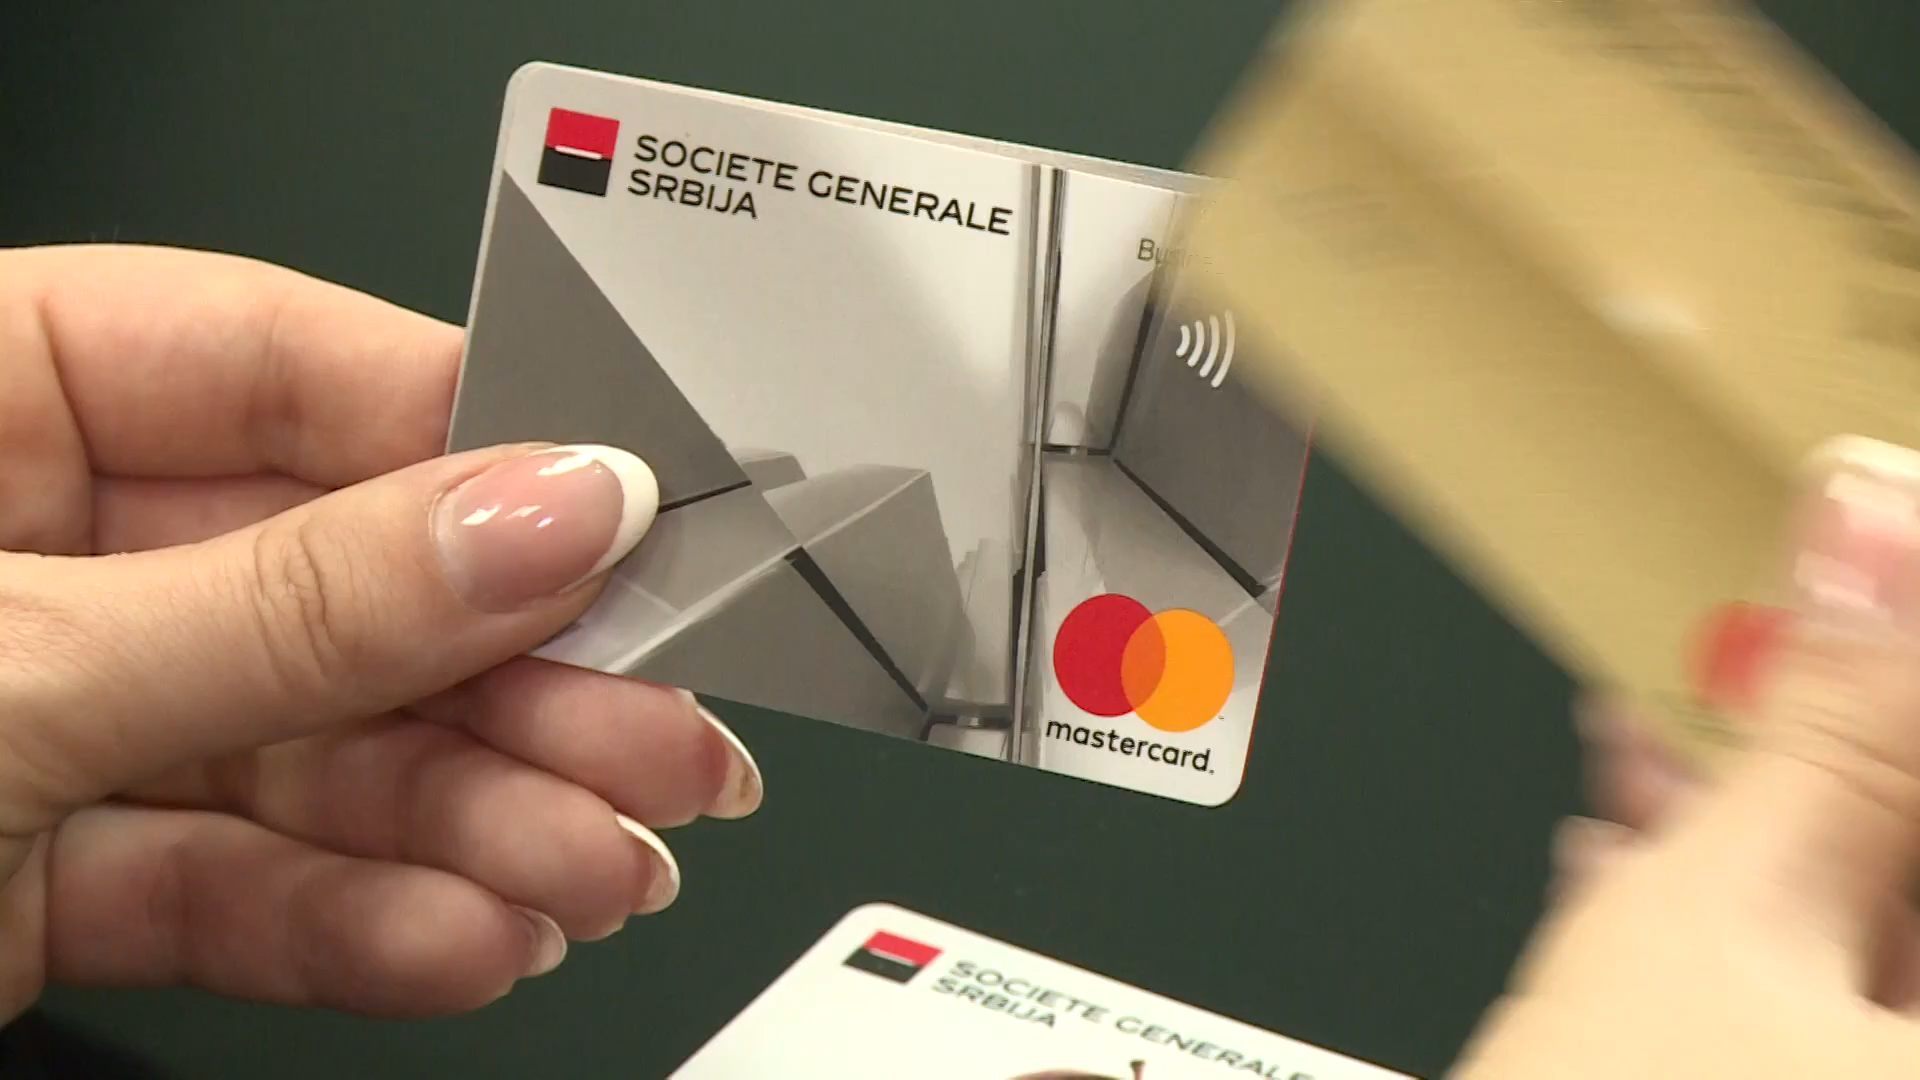 SOCIETE GENERALE
SRBIJA
mastercard.
SOCIETE GENERALE
SRBIJA